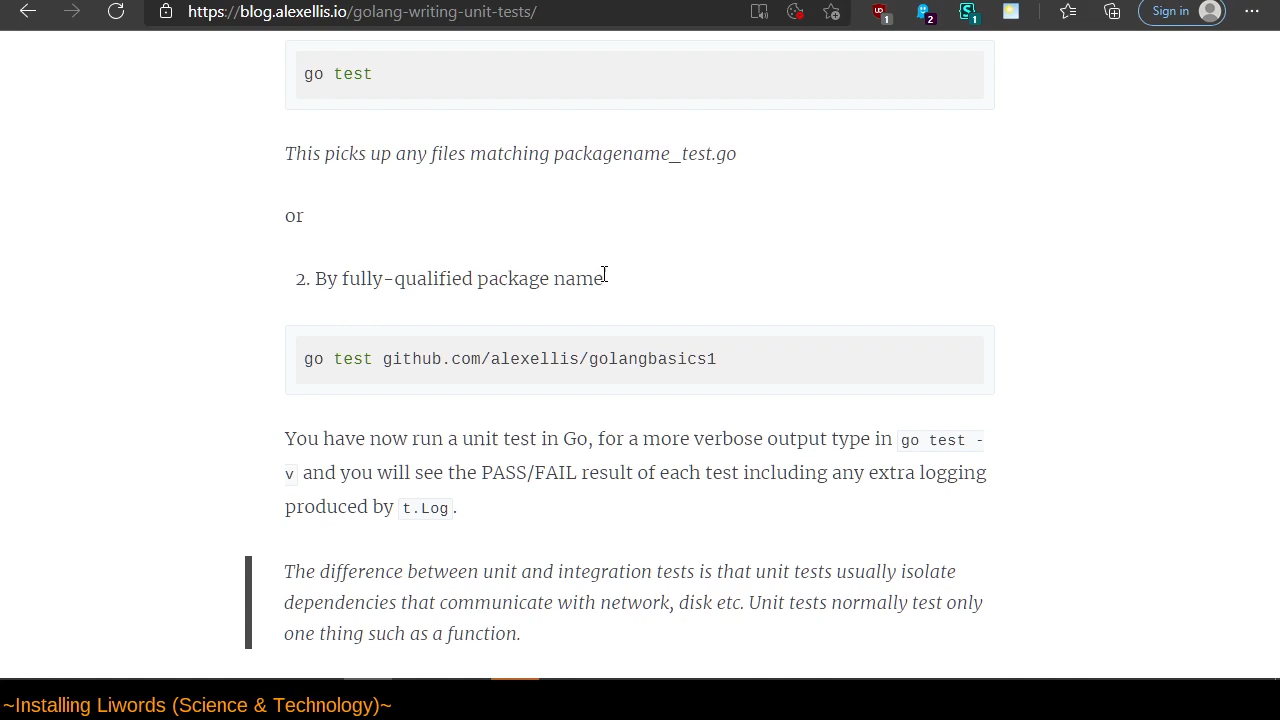 https://blog.alexellis.io/golang-writing-unit-tests/
1
2
1
Sign in
go test
This picks up any files matching packagename_test.go
or
2. By fully-qualified package name
go test github.com/alexellis/golangbasics1
You have now run a unit test in Go, for a more verbose output type in go test -
v and you will see the PASS/FAIL result of each test including any extra logging
produced by t.Log.
The difference between unit and integration tests is that unit tests usually isolate
dependencies that communicate with network, disk etc. Unit tests normally test only
one thing such as a function.
~Installing Liwords (Science & Technology)~